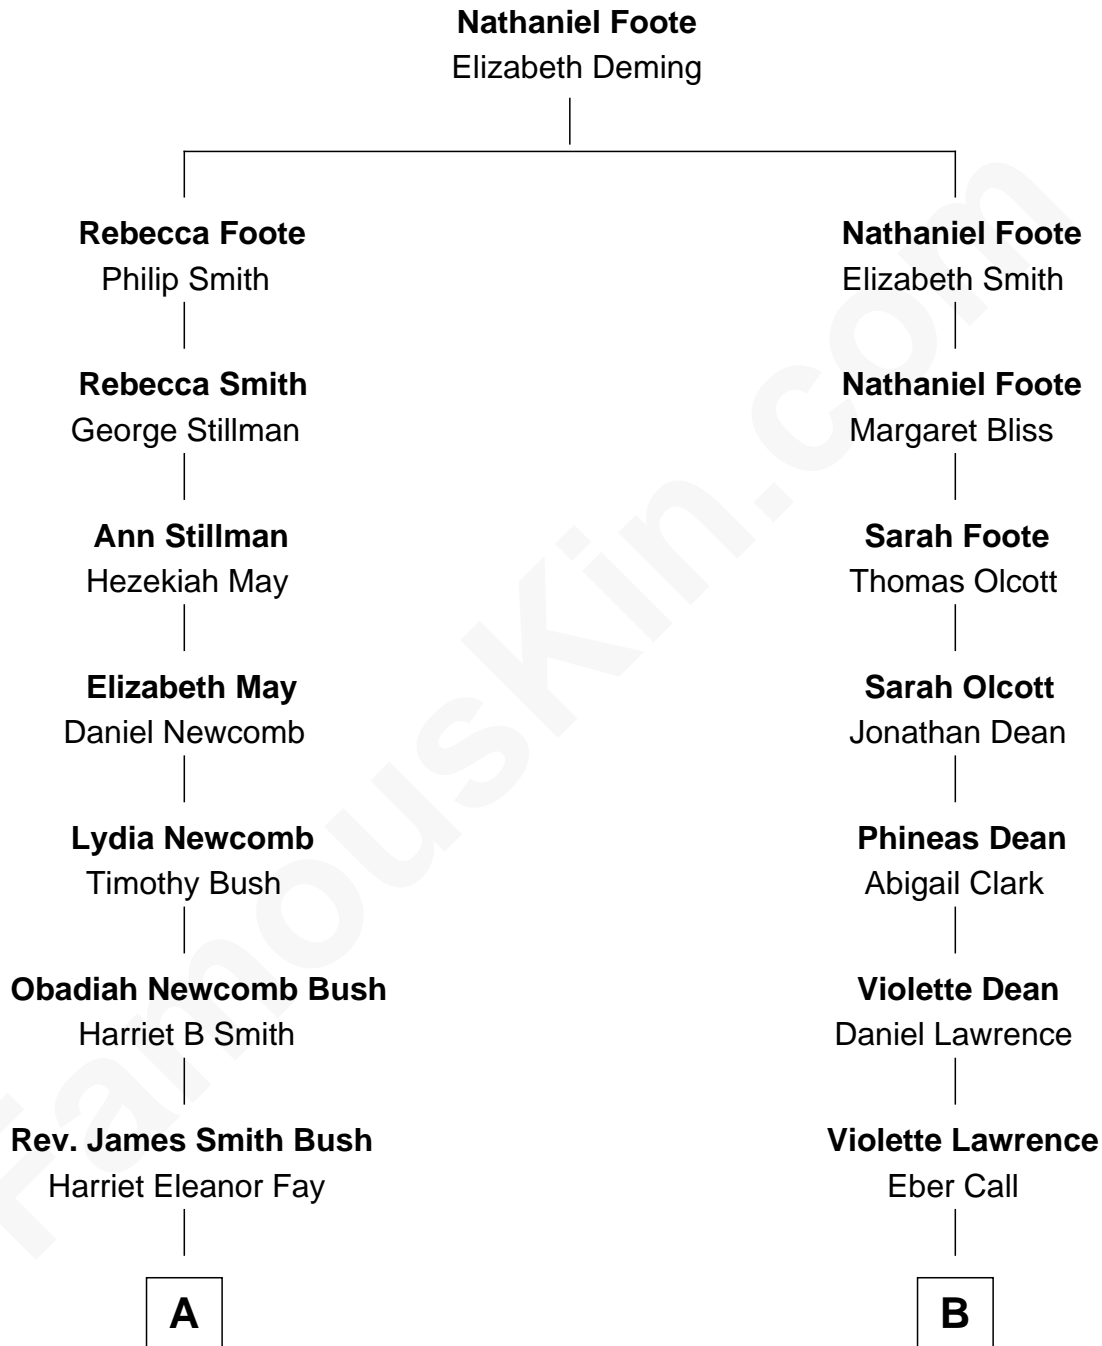 Nathaniel Foote
Elizabeth Deming
Rebecca Foote
Philip Smith
Nathaniel Foote
Elizabeth Smith
Rebecca Smith
George Stillman
Nathaniel Foote
Margaret Bliss
Ann Stillman
Hezekiah May
Sarah Foote
Thomas Olcott
Elizabeth May
Daniel Newcomb
Sarah Olcott
Jonathan Dean
Lydia Newcomb
Timothy Bush
Phineas Dean
Abigail Clark
Obadiah Newcomb Bush
Harriet B Smith
Violette Dean
Daniel Lawrence
Rev. James Smith Bush
Harriet Eleanor Fay
Violette Lawrence
Eber Call
A
B
FamousKin.com